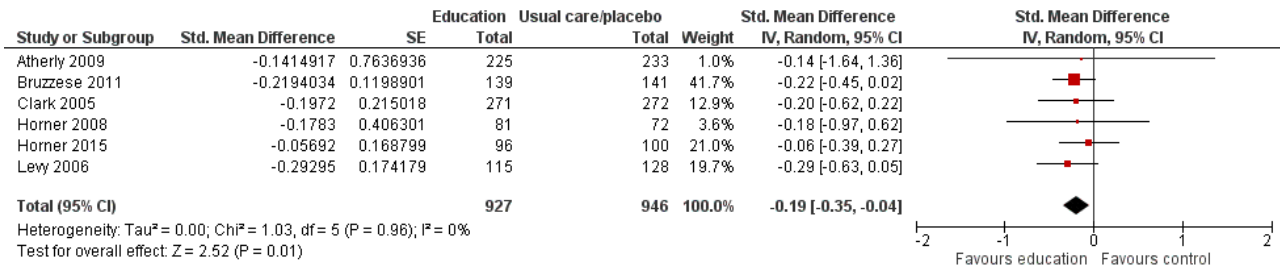 Education Usual care/placebo Std. Mean Difference Std. Mean Difference
Study or Subgroup Std. Mean Difference SE Total Total Weight IV, Random, 95% CI IV, Random, 95% CI
Atherly 2009 -0.1414917 0.7636936 225 233 1.0% -0.14 [-1.64, 1.36]
Bruzzese 2011 -0.2194034 0.1198901 139 141 41.7% -0.22 [-0.45, 0.02]
Clark 2005 -0.1972 0.215018 271 272 12.9% -0.20 [-0.62, 0.22]
Horner 2008 -0.1783 0.406301 81 72 3.6% -0.18 [-0.97, 0.62]
Horner 2015 -0.05692 0.168799 96 100 21.0% -0.06 [-0.39, 0.27]
Levy 2006 -0.29295 0.174179 115 128 19.7% -0.29 [-0.63, 0.05]
Total (95% CI) 927 946 100.0% -0.19 [-0.35, -0.04]
Heterogeneity: Tau² = 0.00; Chi² = 1.03, df = 5 (P = 0.96); I² = 0%
Test for overall effect: Z = 2.52 (P = 0.01)
-2 -1 0 1 2
Favours education Favours control